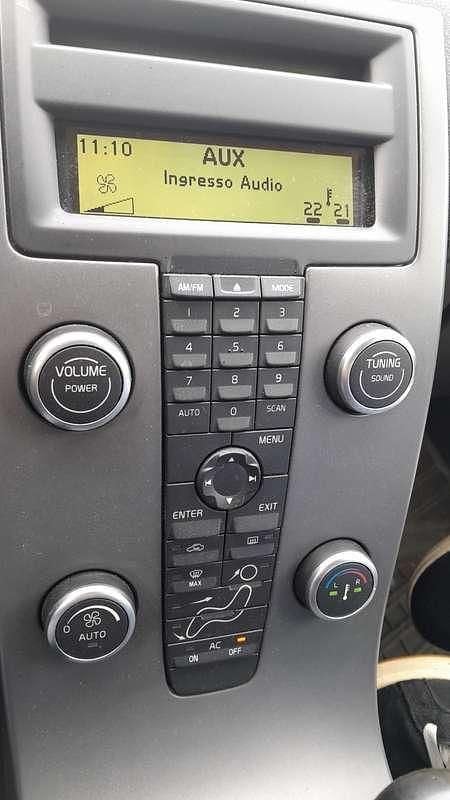 11:10
AUX
Ingresso Audio
22 21
AM/FM MODE
1 2 3
4 5 6
7 8 9
AUTO 0 SCAN
VOLUME
POWER
TUNING
SOUND
MENU
ENTER EXIT
MAX
0
AUTO
L R
AC
ON OFF